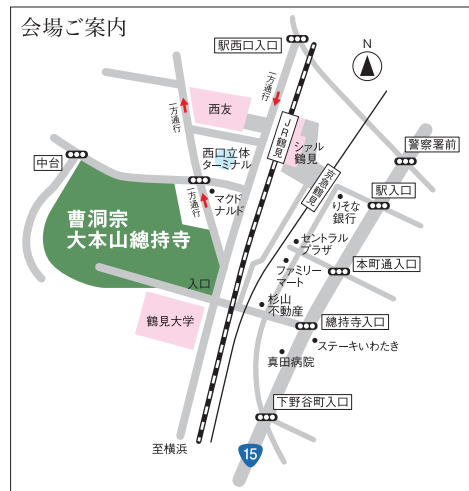 会場ご案内
駅西口入口
N
一方通行
一方通行
西友
JR鶴見
シァル
鶴見
警察署前
中台
西口立体
ターミナル
京急鶴見
駅入口
一方通行
マクド
ナルド
りそな
銀行
曹洞宗
大本山總持寺
セントラル
プラザ
ファミリー
マート
本町通入口
入口
杉山
不動産
鶴見大学
總持寺入口
ステーキいわたき
真田病院
下野谷町入口
至横浜
15